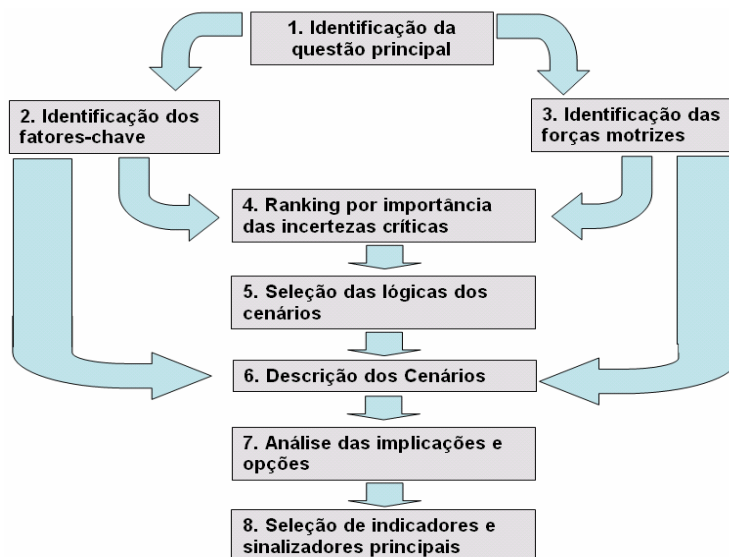 1. Identificação da
questão principal
2. Identificação dos
fatores-chave
3. Identificação das
forças motrizes
4. Ranking por importância
das incertezas críticas
5. Seleção das lógicas dos
cenários
6. Descrição dos Cenários
7. Análise das implicações e
opções
8. Seleção de indicadores e
sinalizadores principais